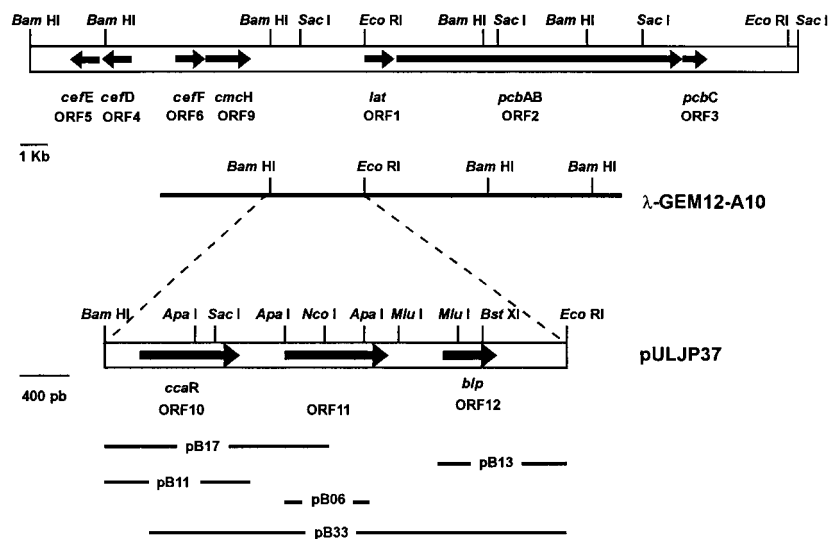 Bam HI Bam HI Bam HI Sac I Eco RI Bam HI Sac I Bam HI Sac I Eco RI Sac I
cefE cefD cefF cmcH lat pcbAB pcbC
ORF5 ORF4 ORF6 ORF9 ORF1 ORF2 ORF3
1 Kb
Bam HI Eco RI Bam HI Bam HI
λ-GEM12-A10
Bam HI Apa I Sac I Apa I Nco I Apa I Mlu I Mlu I Bst XI Eco RI
pULJP37
400 pb
ccaR blp
ORF10 ORF11 ORF12
pB17
pB13
pB11
pB06
pB33